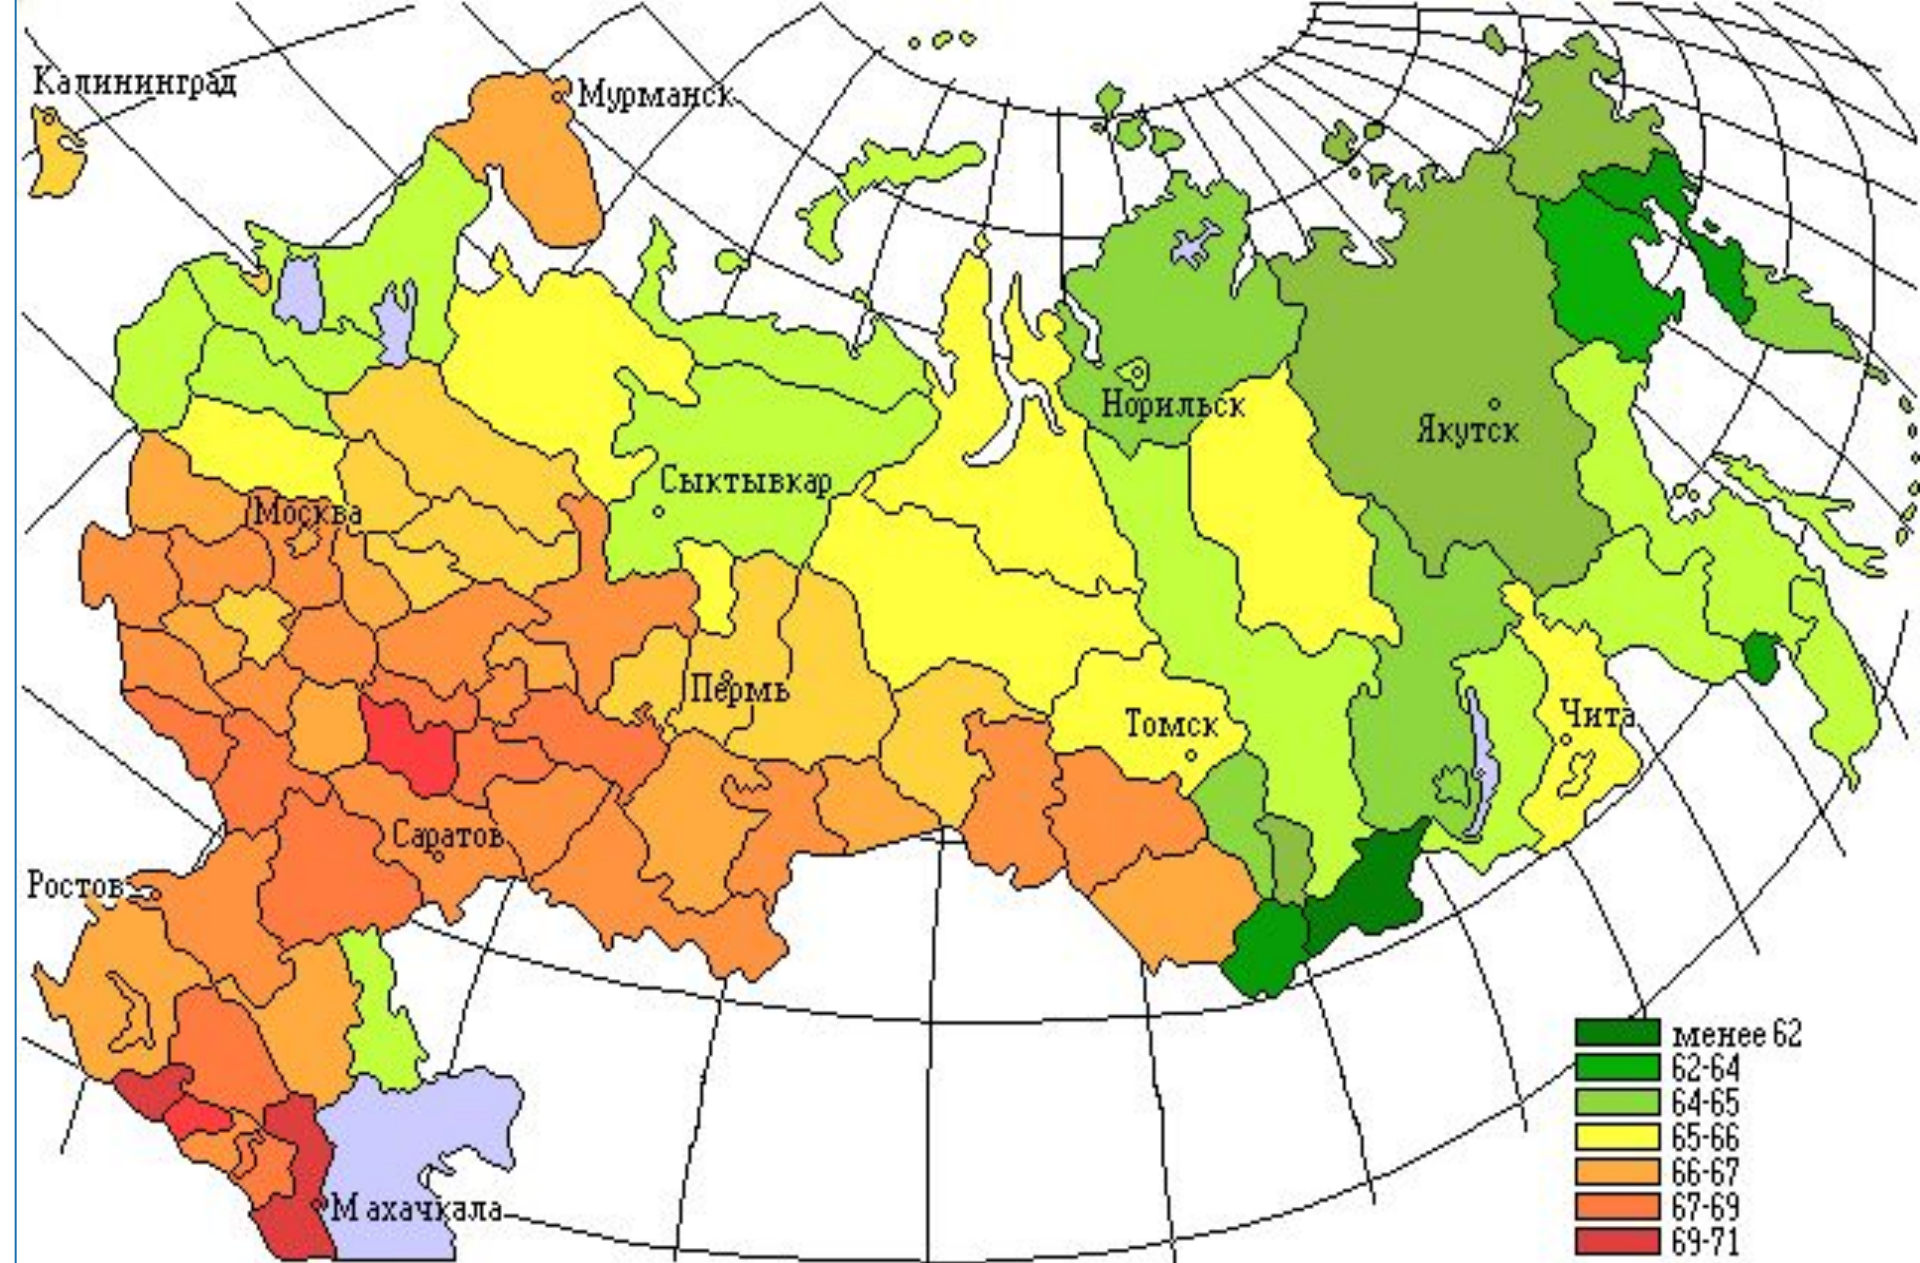 Калининград
Мурманск
Норильск
Якутск
Сыктывкар
Москва
Пермь
Томск
Чита
Саратов
Ростов
Махачкала
менее 62
62-64
64-65
65-66
66-67
67-69
69-71